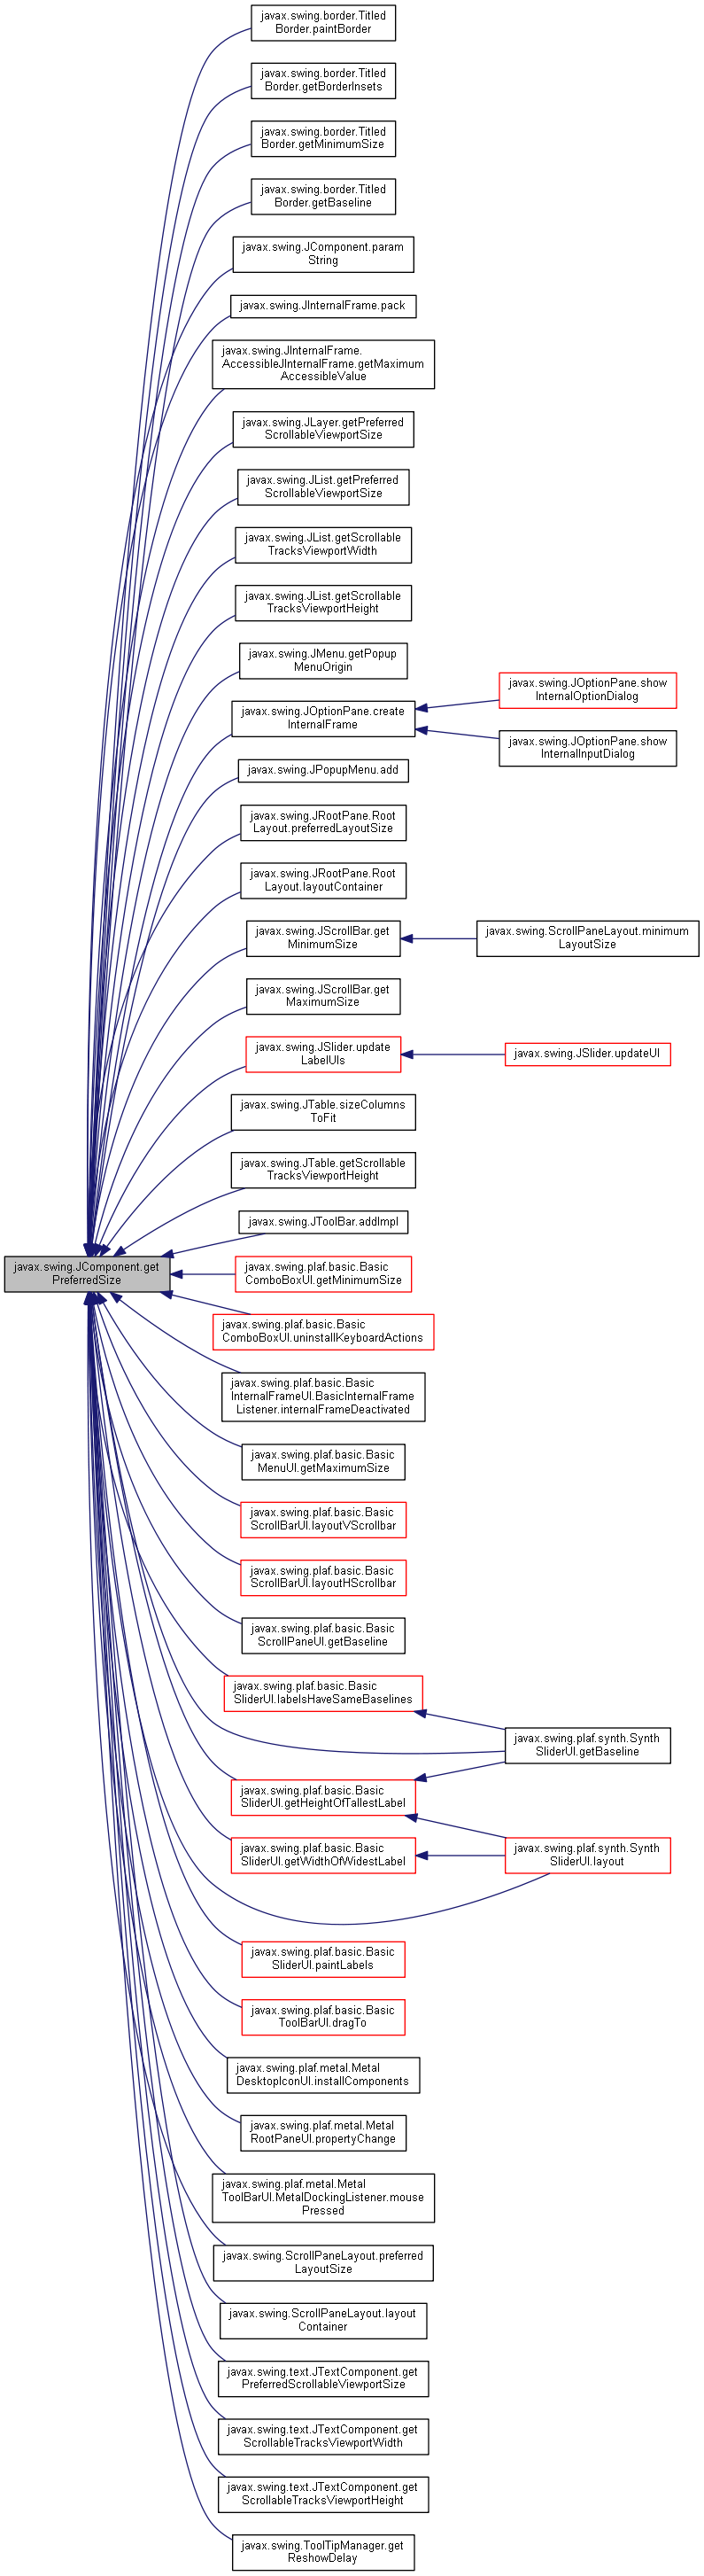 javax.swing.border.Titled
Border.paintBorder
javax.swing.border.Titled
Border.getBorderInsets
javax.swing.border.Titled
Border.getMinimumSize
javax.swing.border.Titled
Border.getBaseline
javax.swing.JComponent.param
String
javax.swing.JInternalFrame.pack
javax.swing.JInternalFrame.
AccessibleJInternalFrame.getMaximum
AccessibleValue
javax.swing.JLayer.getPreferred
ScrollableViewportSize
javax.swing.JList.getPreferred
ScrollableViewportSize
javax.swing.JList.getScrollable
TracksViewportWidth
javax.swing.JList.getScrollable
TracksViewportHeight
javax.swing.JMenu.getPopup
MenuOrigin
javax.swing.JOptionPane.create
InternalFrame
javax.swing.JOptionPane.show
InternalOptionDialog
javax.swing.JOptionPane.show
InternalInputDialog
javax.swing.JPopupMenu.add
javax.swing.JRootPane.Root
Layout.preferredLayoutSize
javax.swing.JRootPane.Root
Layout.layoutContainer
javax.swing.JScrollBar.get
MinimumSize
javax.swing.ScrollPaneLayout.minimum
LayoutSize
javax.swing.JScrollBar.get
MaximumSize
javax.swing.JSlider.update
LabelUIs
javax.swing.JSlider.updateUI
javax.swing.JTable.sizeColumns
ToFit
javax.swing.JTable.getScrollable
TracksViewportHeight
javax.swing.JToolBar.addImpl
javax.swing.JComponent.get
PreferredSize
javax.swing.plaf.basic.Basic
ComboBoxUI.getMinimumSize
javax.swing.plaf.basic.Basic
ComboBoxUI.uninstallKeyboardActions
javax.swing.plaf.basic.Basic
InternalFrameUI.BasicInternalFrame
Listener.internalFrameDeactivated
javax.swing.plaf.basic.Basic
MenuUI.getMaximumSize
javax.swing.plaf.basic.Basic
ScrollBarUI.layoutVScrollbar
javax.swing.plaf.basic.Basic
ScrollBarUI.layoutHScrollbar
javax.swing.plaf.basic.Basic
ScrollPaneUI.getBaseline
javax.swing.plaf.basic.Basic
SliderUI.labelsHaveSameBaselines
javax.swing.plaf.synth.Synth
SliderUI.getBaseline
javax.swing.plaf.basic.Basic
SliderUI.getHeightOfTallestLabel
javax.swing.plaf.basic.Basic
SliderUI.getWidthOfWidestLabel
javax.swing.plaf.synth.Synth
SliderUI.layout
javax.swing.plaf.basic.Basic
SliderUI.paintLabels
javax.swing.plaf.basic.Basic
ToolBarUI.dragTo
javax.swing.plaf.metal.Metal
DesktopIconUI.installComponents
javax.swing.plaf.metal.Metal
RootPaneUI.propertyChange
javax.swing.plaf.metal.Metal
ToolBarUI.MetalDockingListener.mouse
Pressed
javax.swing.ScrollPaneLayout.preferred
LayoutSize
javax.swing.ScrollPaneLayout.layout
Container
javax.swing.text.JTextComponent.get
PreferredScrollableViewportSize
javax.swing.text.JTextComponent.get
ScrollableTracksViewportWidth
javax.swing.text.JTextComponent.get
ScrollableTracksViewportHeight
javax.swing.ToolTipManager.get
ReshowDelay